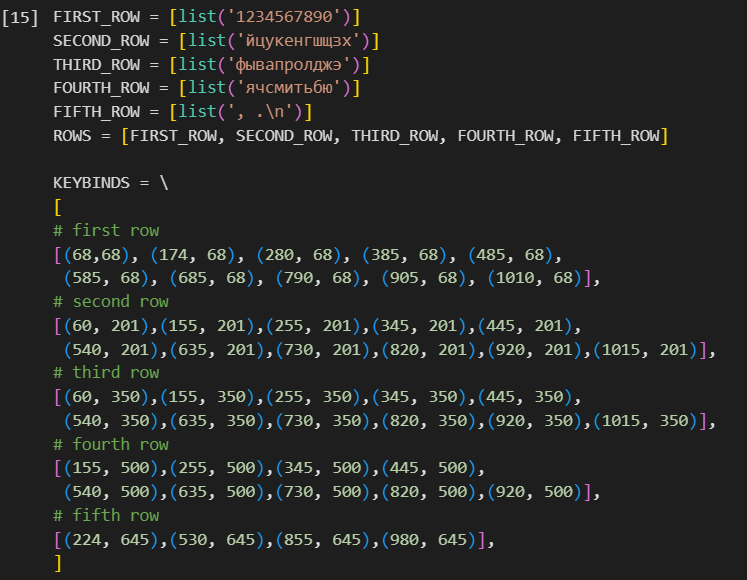 [15] FIRST_ROW = [list('1234567890')]
SECOND_ROW = [list('йцукенгшщзх')]
THIRD_ROW = [list('фывапролджэ')]
FOURTH_ROW = [list('ячсмитьбю')]
FIFTH_ROW = [list(', .\n')]
ROWS = [FIRST_ROW, SECOND_ROW, THIRD_ROW, FOURTH_ROW, FIFTH_ROW]
KEYBINDS = \
[
# first row
[(68,68), (174, 68), (280, 68), (385, 68), (485, 68),
(585, 68), (685, 68), (790, 68), (905, 68), (1010, 68)],
# second row
[(60, 201),(155, 201),(255, 201),(345, 201),(445, 201),
(540, 201),(635, 201),(730, 201),(820, 201),(920, 201),(1015, 201)],
# third row
[(60, 350),(155, 350),(255, 350),(345, 350),(445, 350),
(540, 350),(635, 350),(730, 350),(820, 350),(920, 350),(1015, 350)],
# fourth row
[(155, 500),(255, 500),(345, 500),(445, 500),
(540, 500),(635, 500),(730, 500),(820, 500),(920, 500)],
# fifth row
[(224, 645),(530, 645),(855, 645),(980, 645)],
]